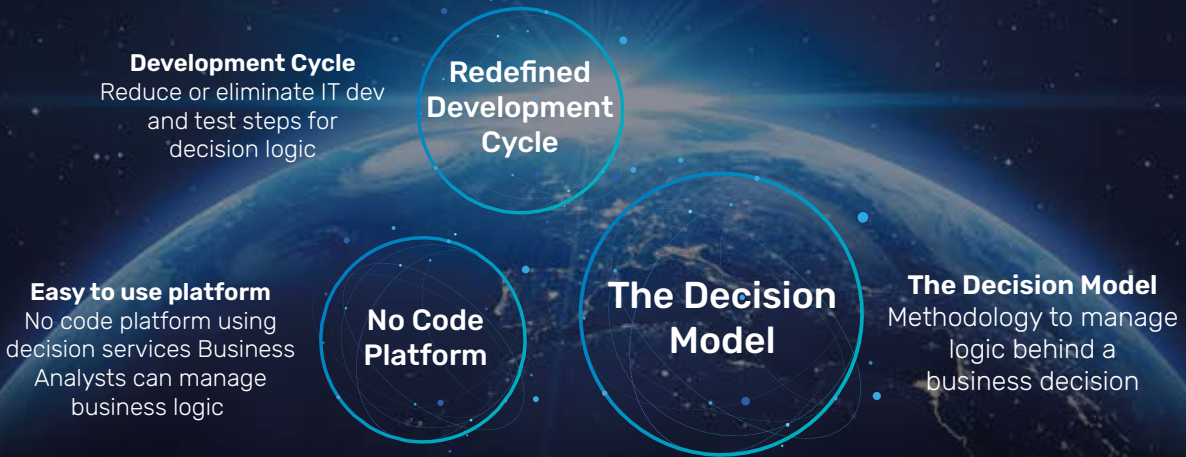 Development Cycle
Reduce or eliminate IT dev
and test steps for
decision logic
Redefined
Development
Cycle
Easy to use platform
No code platform using
decision services Business
Analysts can manage
business logic
No Code
Platform
The Decision
Model
The Decision Model
Methodology to manage
logic behind a
business decision